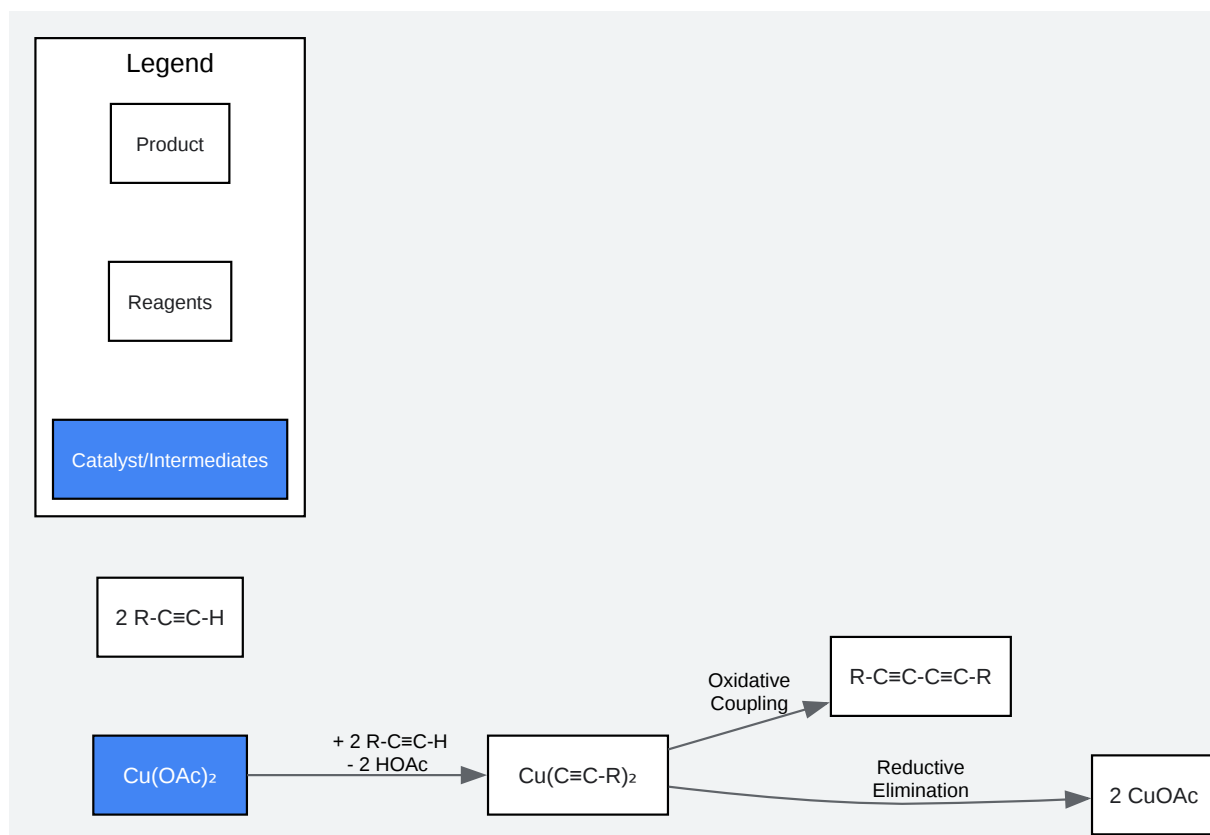 Legend
Product
Reagents
Catalyst/Intermediates
2 R-C≡C-H
Cu(OAc)₂
+ 2 R-C≡C-H
- 2 HOAc
Cu(C≡C-R)₂
Oxidative
Coupling
R-C≡C-C≡C-R
Reductive
Elimination
2 CuOAc